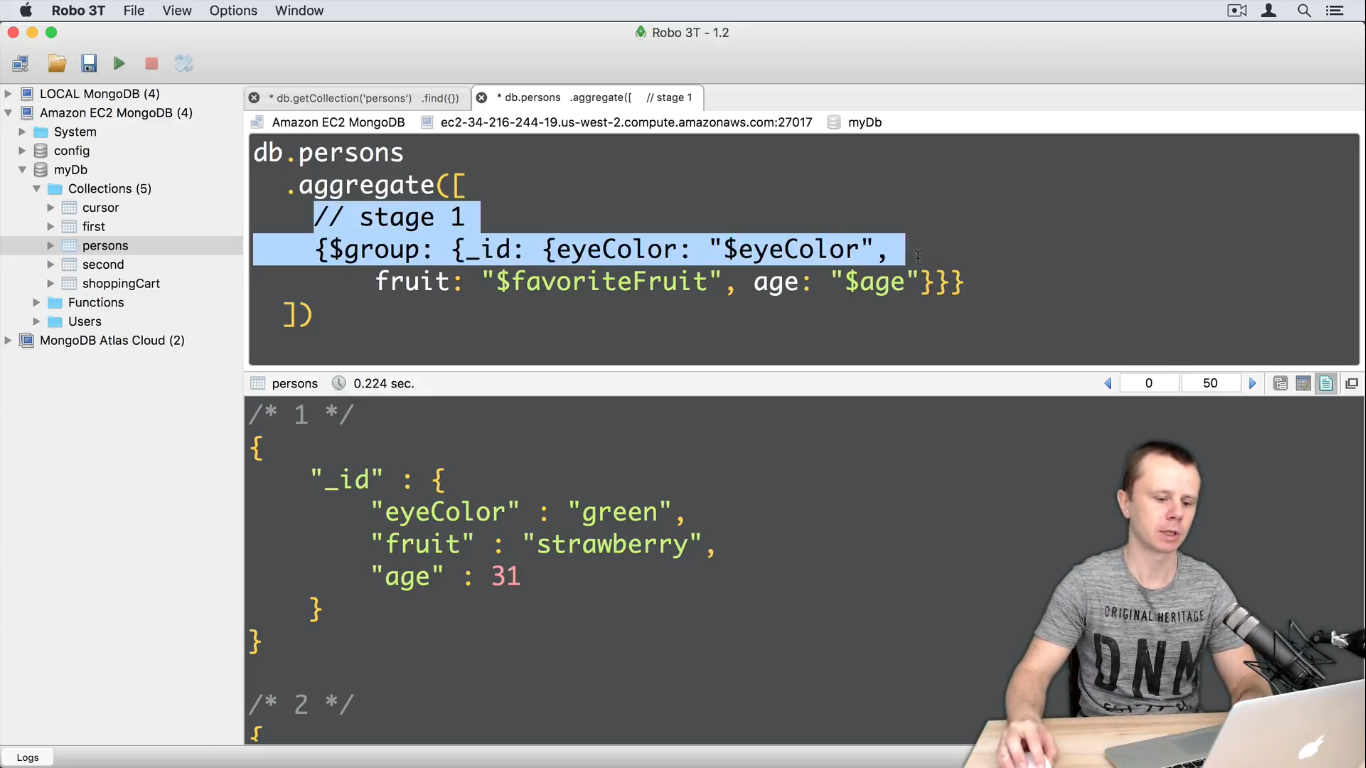 Robo 3T File View Options Window
Robo 3T - 1.2
LOCAL MongoDB (4)
Amazon EC2 MongoDB (4)
System
config
myDb
Collections (5)
cursor
first
persons
second
shoppingCart
Functions
Users
MongoDB Atlas Cloud (2)
* db.getCollection('persons') .find({})
* db.persons .aggregate([ // stage 1
Amazon EC2 MongoDB ec2-34-216-244-19.us-west-2.compute.amazonaws.com:27017 myDb
db.persons
.aggregate([
// stage 1
{$group: {_id: {eyeColor: "$eyeColor",
fruit: "$favoriteFruit", age: "$age"}}}
])
persons 0.224 sec. 0 50
/* 1 */
{
"_id" : {
"eyeColor" : "green",
"fruit" : "strawberry",
"age" : 31
}
}
/* 2 */
{
ORIGINAL HERITAGE
DNM
Logs